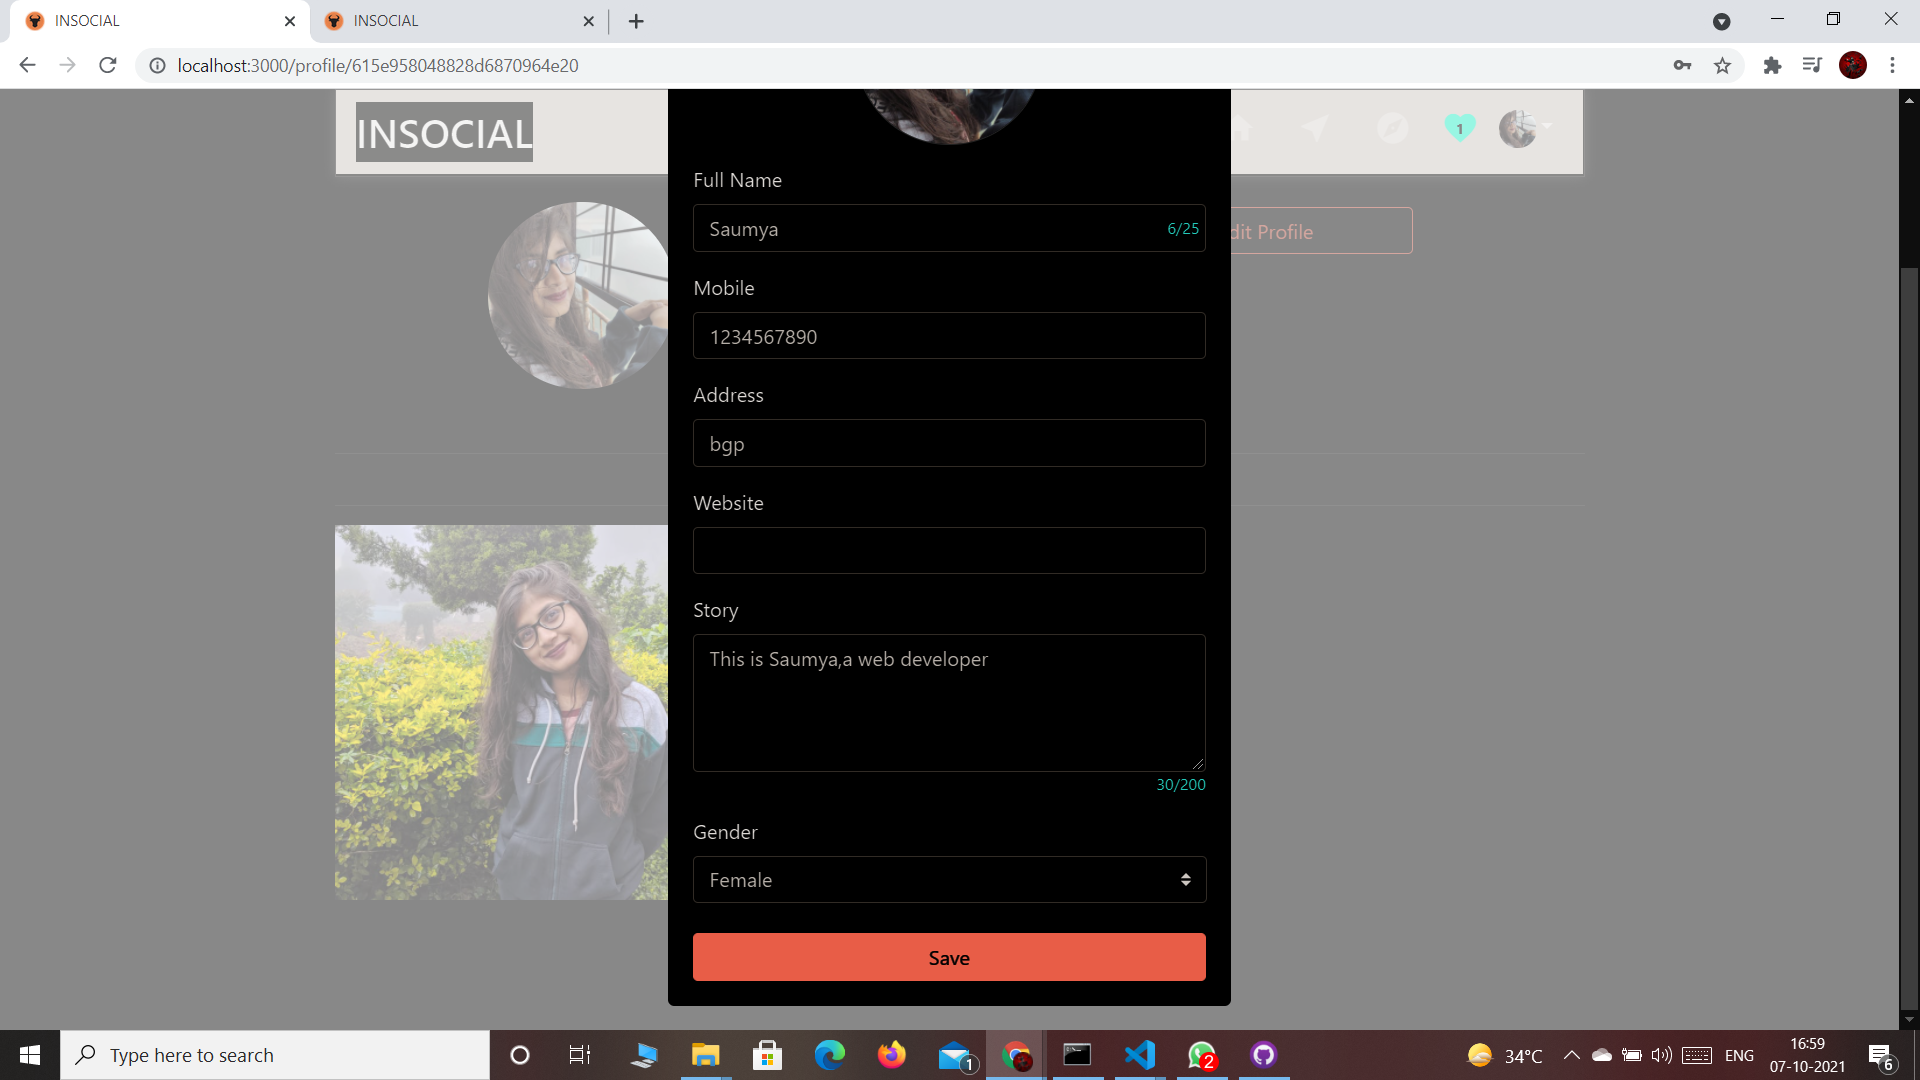 INSOCIAL
INSOCIAL
localhost:3000/profile/615e958048828d6870964e20
INSOCIAL
1
dit Profile
Full Name
Saumya
6/25
Mobile
1234567890
Address
bgp
Website
Story
This is Saumya,a web developer
30/200
Gender
Female
Save
Type here to search
1
2
34°C
ENG
16:59
07-10-2021
6